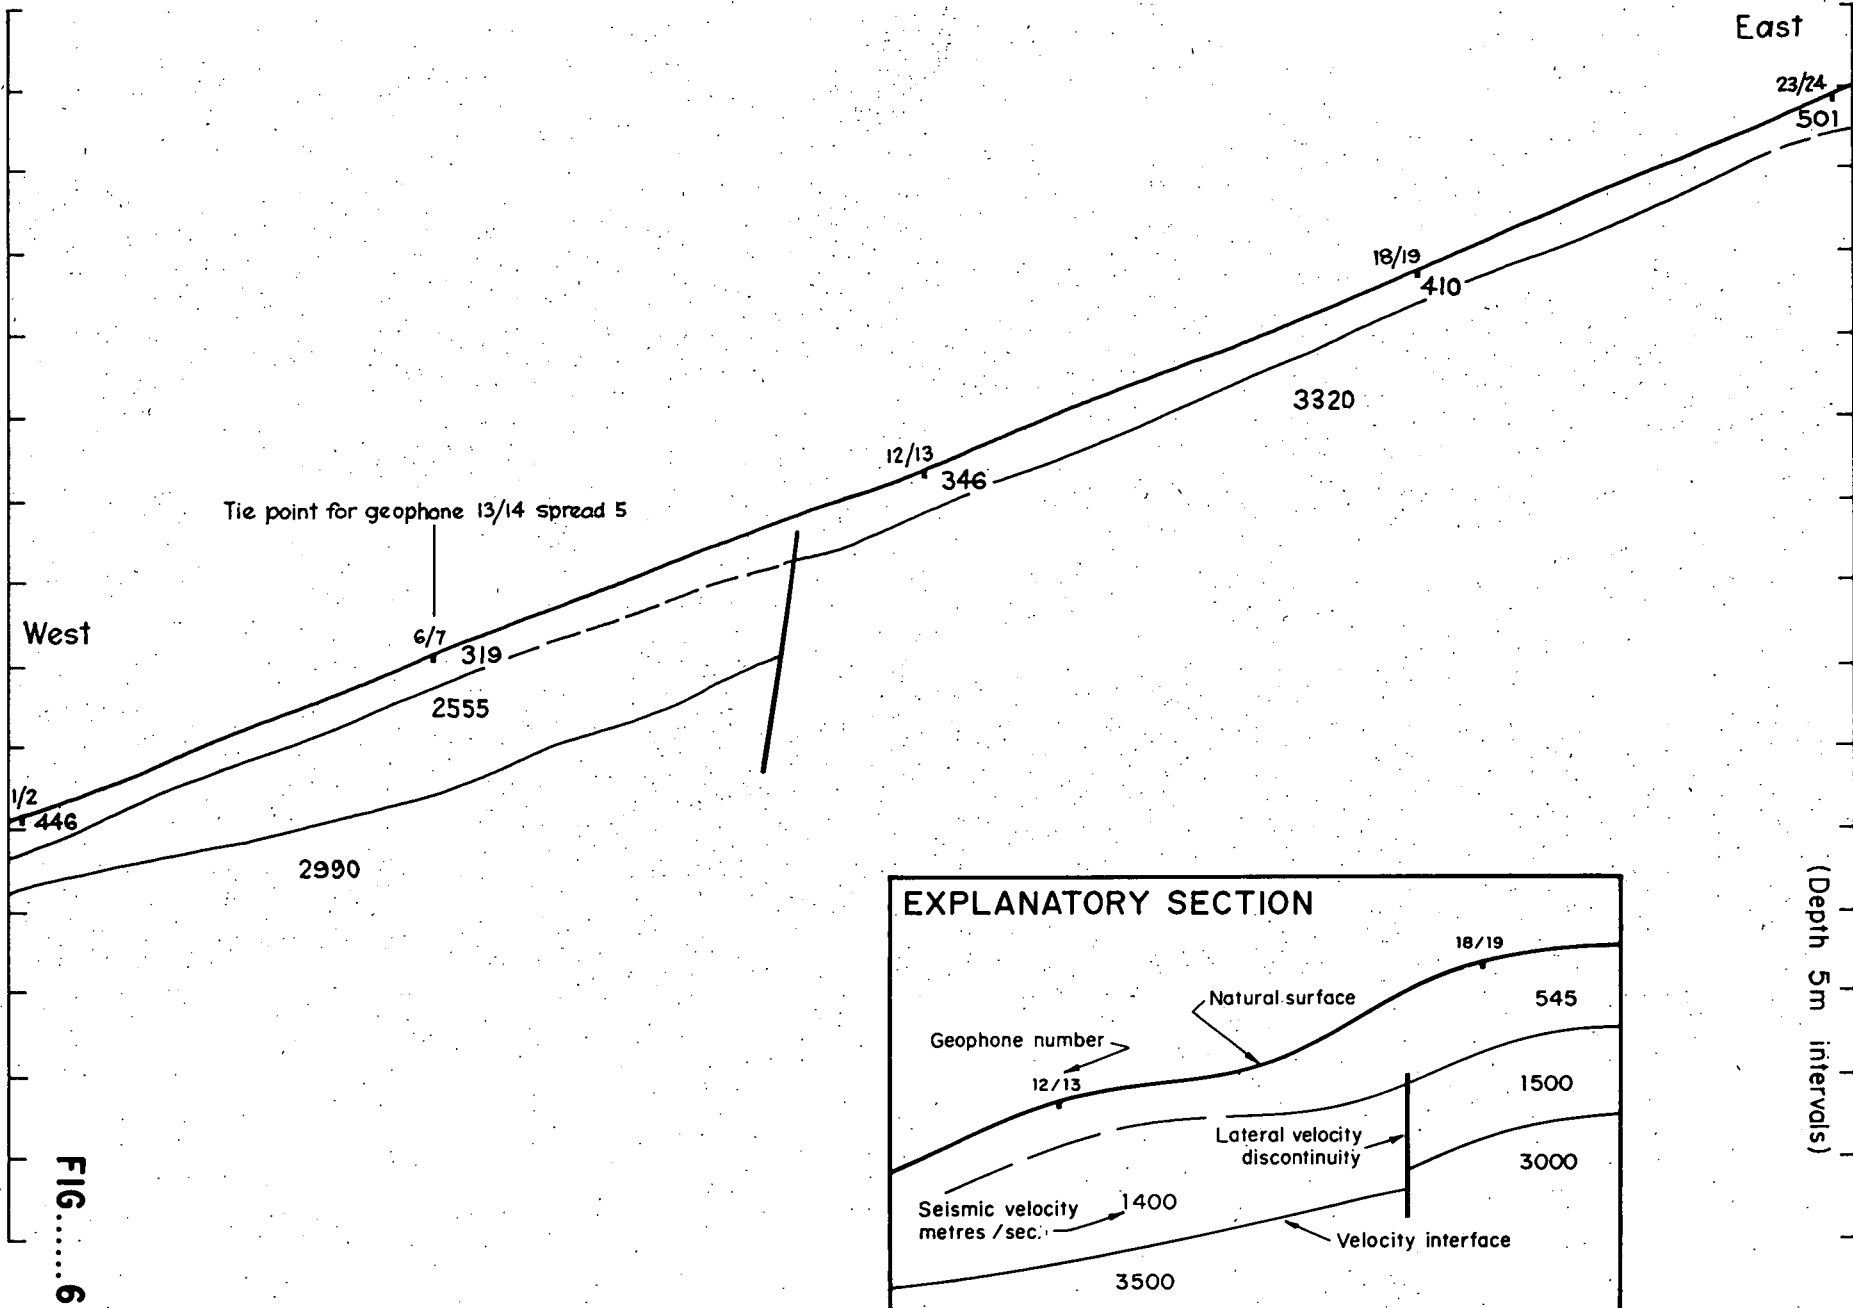 East
23/24
501
18/19
410
3320
12/13
346
Tie point for geophone 13/14 spread 5
West
6/7
319
2555
1/2
446
2990
(Depth 5m intervals)
EXPLANATORY SECTION
18/19
Natural surface
545
Geophone number
12/13
1500
Lateral velocity
discontinuity
3000
Seismic velocity
metres / sec.
1400
Velocity interface
3500
FIG.......6